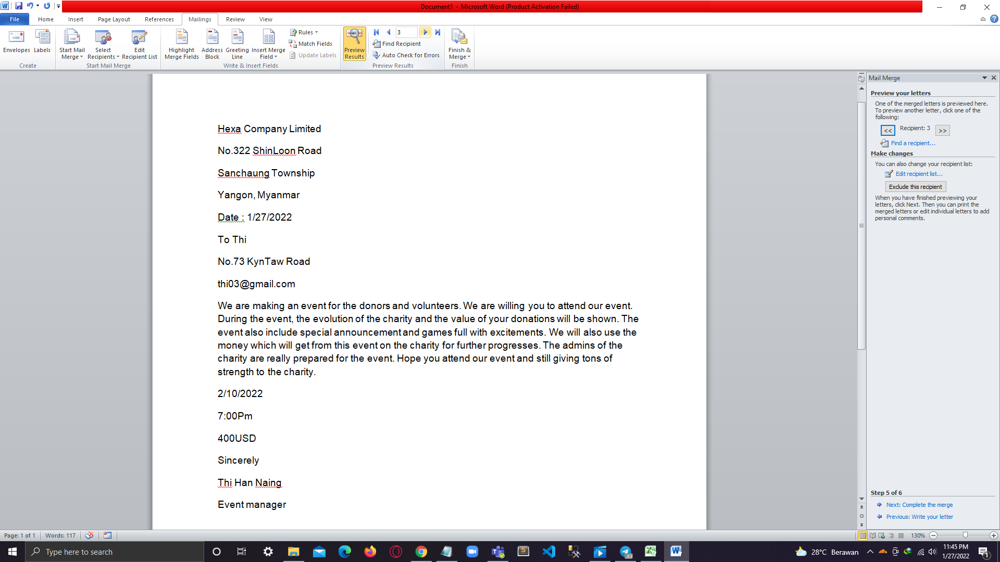 Document1 - Microsoft Word (Product Activation Failed)
File Home Insert Page Layout References Mailings Review View
Envelopes Labels
Create
Start Mail Merge
Select Recipients
Edit Recipient List
Start Mail Merge
Highlight Merge Fields
Address Block
Greeting Line
Insert Merge Field
Rules
Match Fields
Update Labels
Write & Insert Fields
ABC
Preview Results
3
Find Recipient
Auto Check for Errors
Preview Results
Finish & Merge
Finish
Hexa Company Limited
No.322 ShinLoon Road
Sanchaung Township
Yangon, Myanmar
Date : 1/27/2022
To Thi
No.73 KynTaw Road
thi03@gmail.com
We are making an event for the donors and volunteers. We are willing you to attend our event.
During the event, the evolution of the charity and the value of your donations will be shown. The
event also include special announcement and games full with excitements. We will also use the
money which will get from this event on the charity for further progresses. The admins of the
charity are really prepared for the event. Hope you attend our event and still giving tons of
strength to the charity.
2/10/2022
7:00Pm
400USD
Sincerely
Thi Han Naing
Event manager
Mail Merge
Preview your letters
One of the merged letters is previewed here.
To preview another letter, click one of the
following:
<< Recipient: 3 >>
Find a recipient...
Make changes
You can also change your recipient list:
Edit recipient list...
Exclude this recipient
When you have finished previewing your
letters, click Next. Then you can print the
merged letters or edit individual letters to add
personal comments.
Step 5 of 6
Next: Complete the merge
Previous: Write your letter
Page: 1 of 1 Words: 117 130%
Type here to search
83
28°C Berawan
11:45 PM
1/27/2022
1